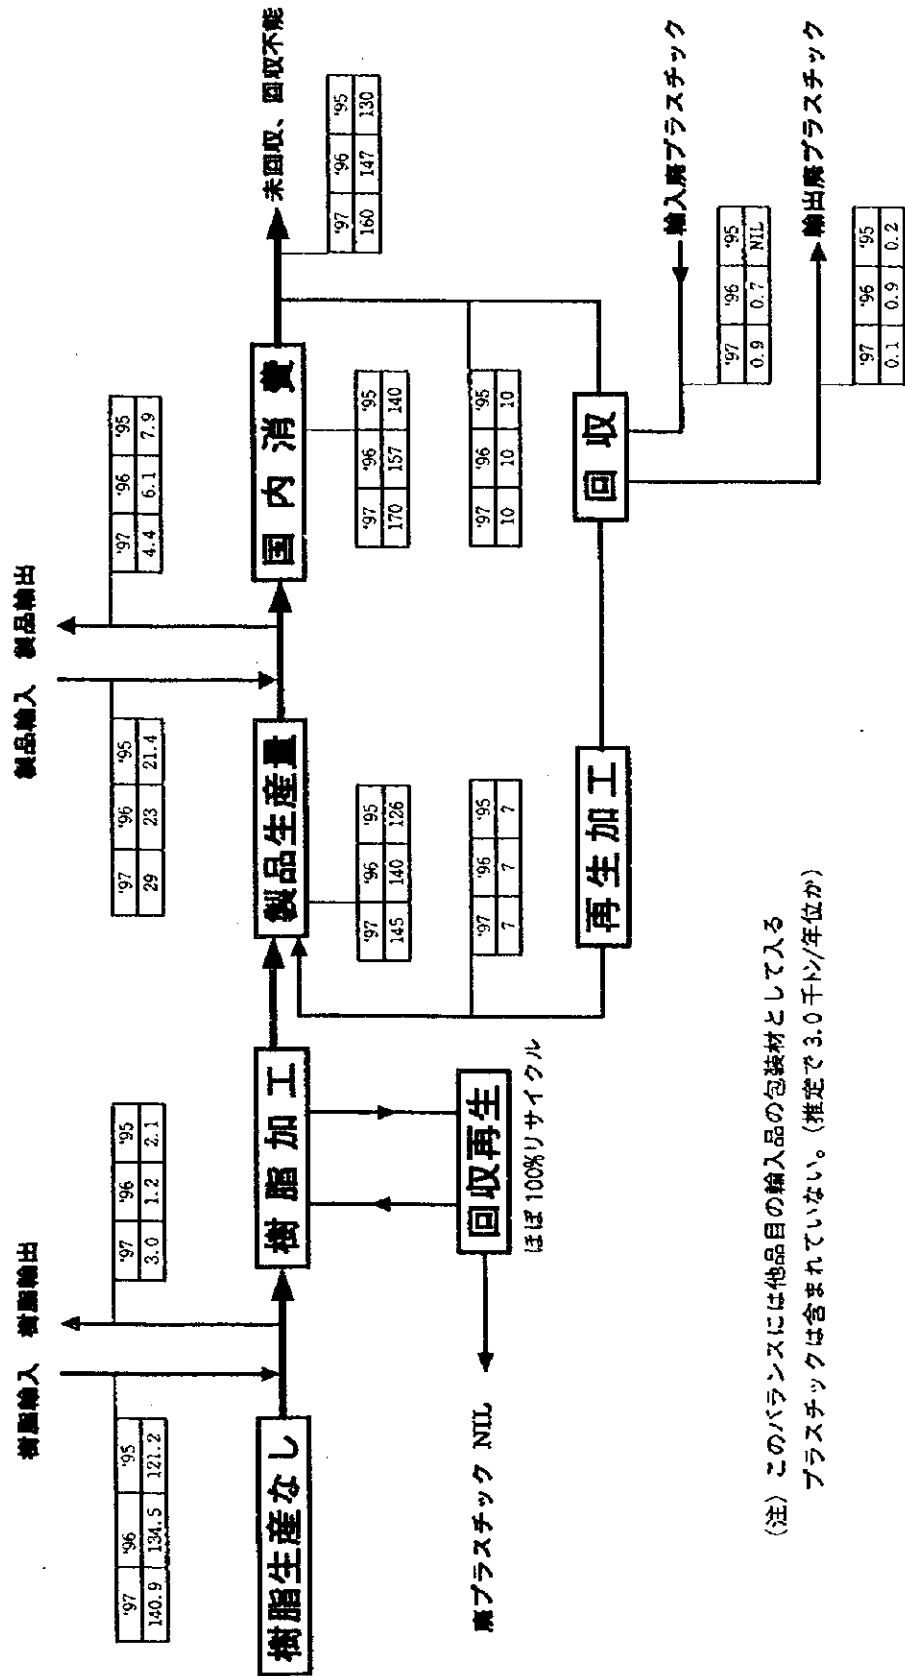 樹脂輸入 樹脂輸出
'97 '96 '95
140.9 134.5 121.2
'97 '96 '95
3.0 1.2 2.1
製品輸入 製品輸出
'97 '96 '95
29 23 21.4
'97 '96 '95
4.4 6.1 7.9
樹脂生産なし
樹脂加工
製品生産量
国内消費
未回収、回収不能
'97 '96 '95
145 140 126
'97 '96 '95
170 157 140
'97 '96 '95
160 147 130
廃プラスチック NIL
回収再生
ほぼ100%リサイクル
'97 '96 '95
7 7 7
'97 '96 '95
10 10 10
再生加工
回収
輸入廃プラスチック
'97 '96 '95
0.9 0.7 NIL
輸出廃プラスチック
'97 '96 '95
0.1 0.9 0.2
(注) このバランスには他品目の輸入品の包装材として入る
プラスチックは含まれていない。(推定で3.0千トン/年位か)